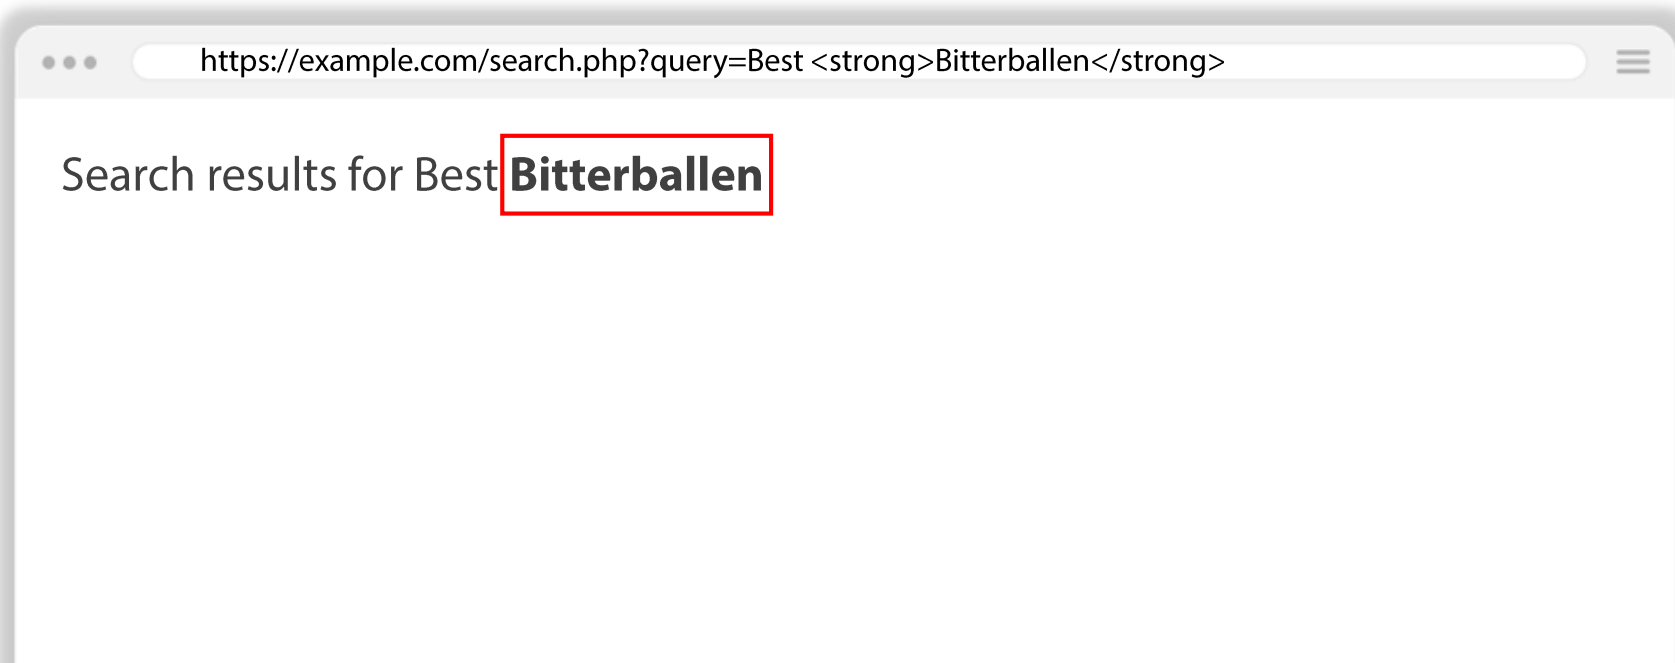 https://example.com/search.php?query=Best <strong>Bitterballen</strong>
Search results for Best Bitterballen